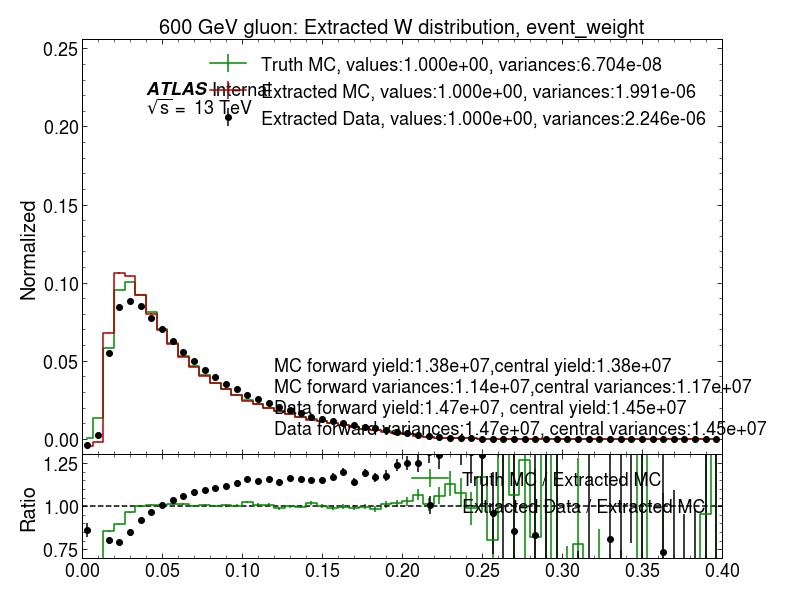 600 GeV gluon: Extracted W distribution, event_weight
0.25
Truth MC, values:1.000e+00, variances:6.704e-08
ATLAS Internal
Extracted MC, values:1.000e+00, variances:1.991e-06
√s = 13 TeV
Extracted Data, values:1.000e+00, variances:2.246e-06
0.20
0.15
Normalized
0.10
0.05
MC forward yield:1.38e+07,central yield:1.38e+07
MC forward variances:1.14e+07,central variances:1.17e+07
Data forward yield:1.47e+07, central yield:1.45e+07
Data forward variances:1.47e+07, central variances:1.45e+07
0.00
1.25
Truth MC / Extracted MC
Ratio
1.00
Extracted Data / Extracted MC
0.75
0.00 0.05 0.10 0.15 0.20 0.25 0.30 0.35 0.40